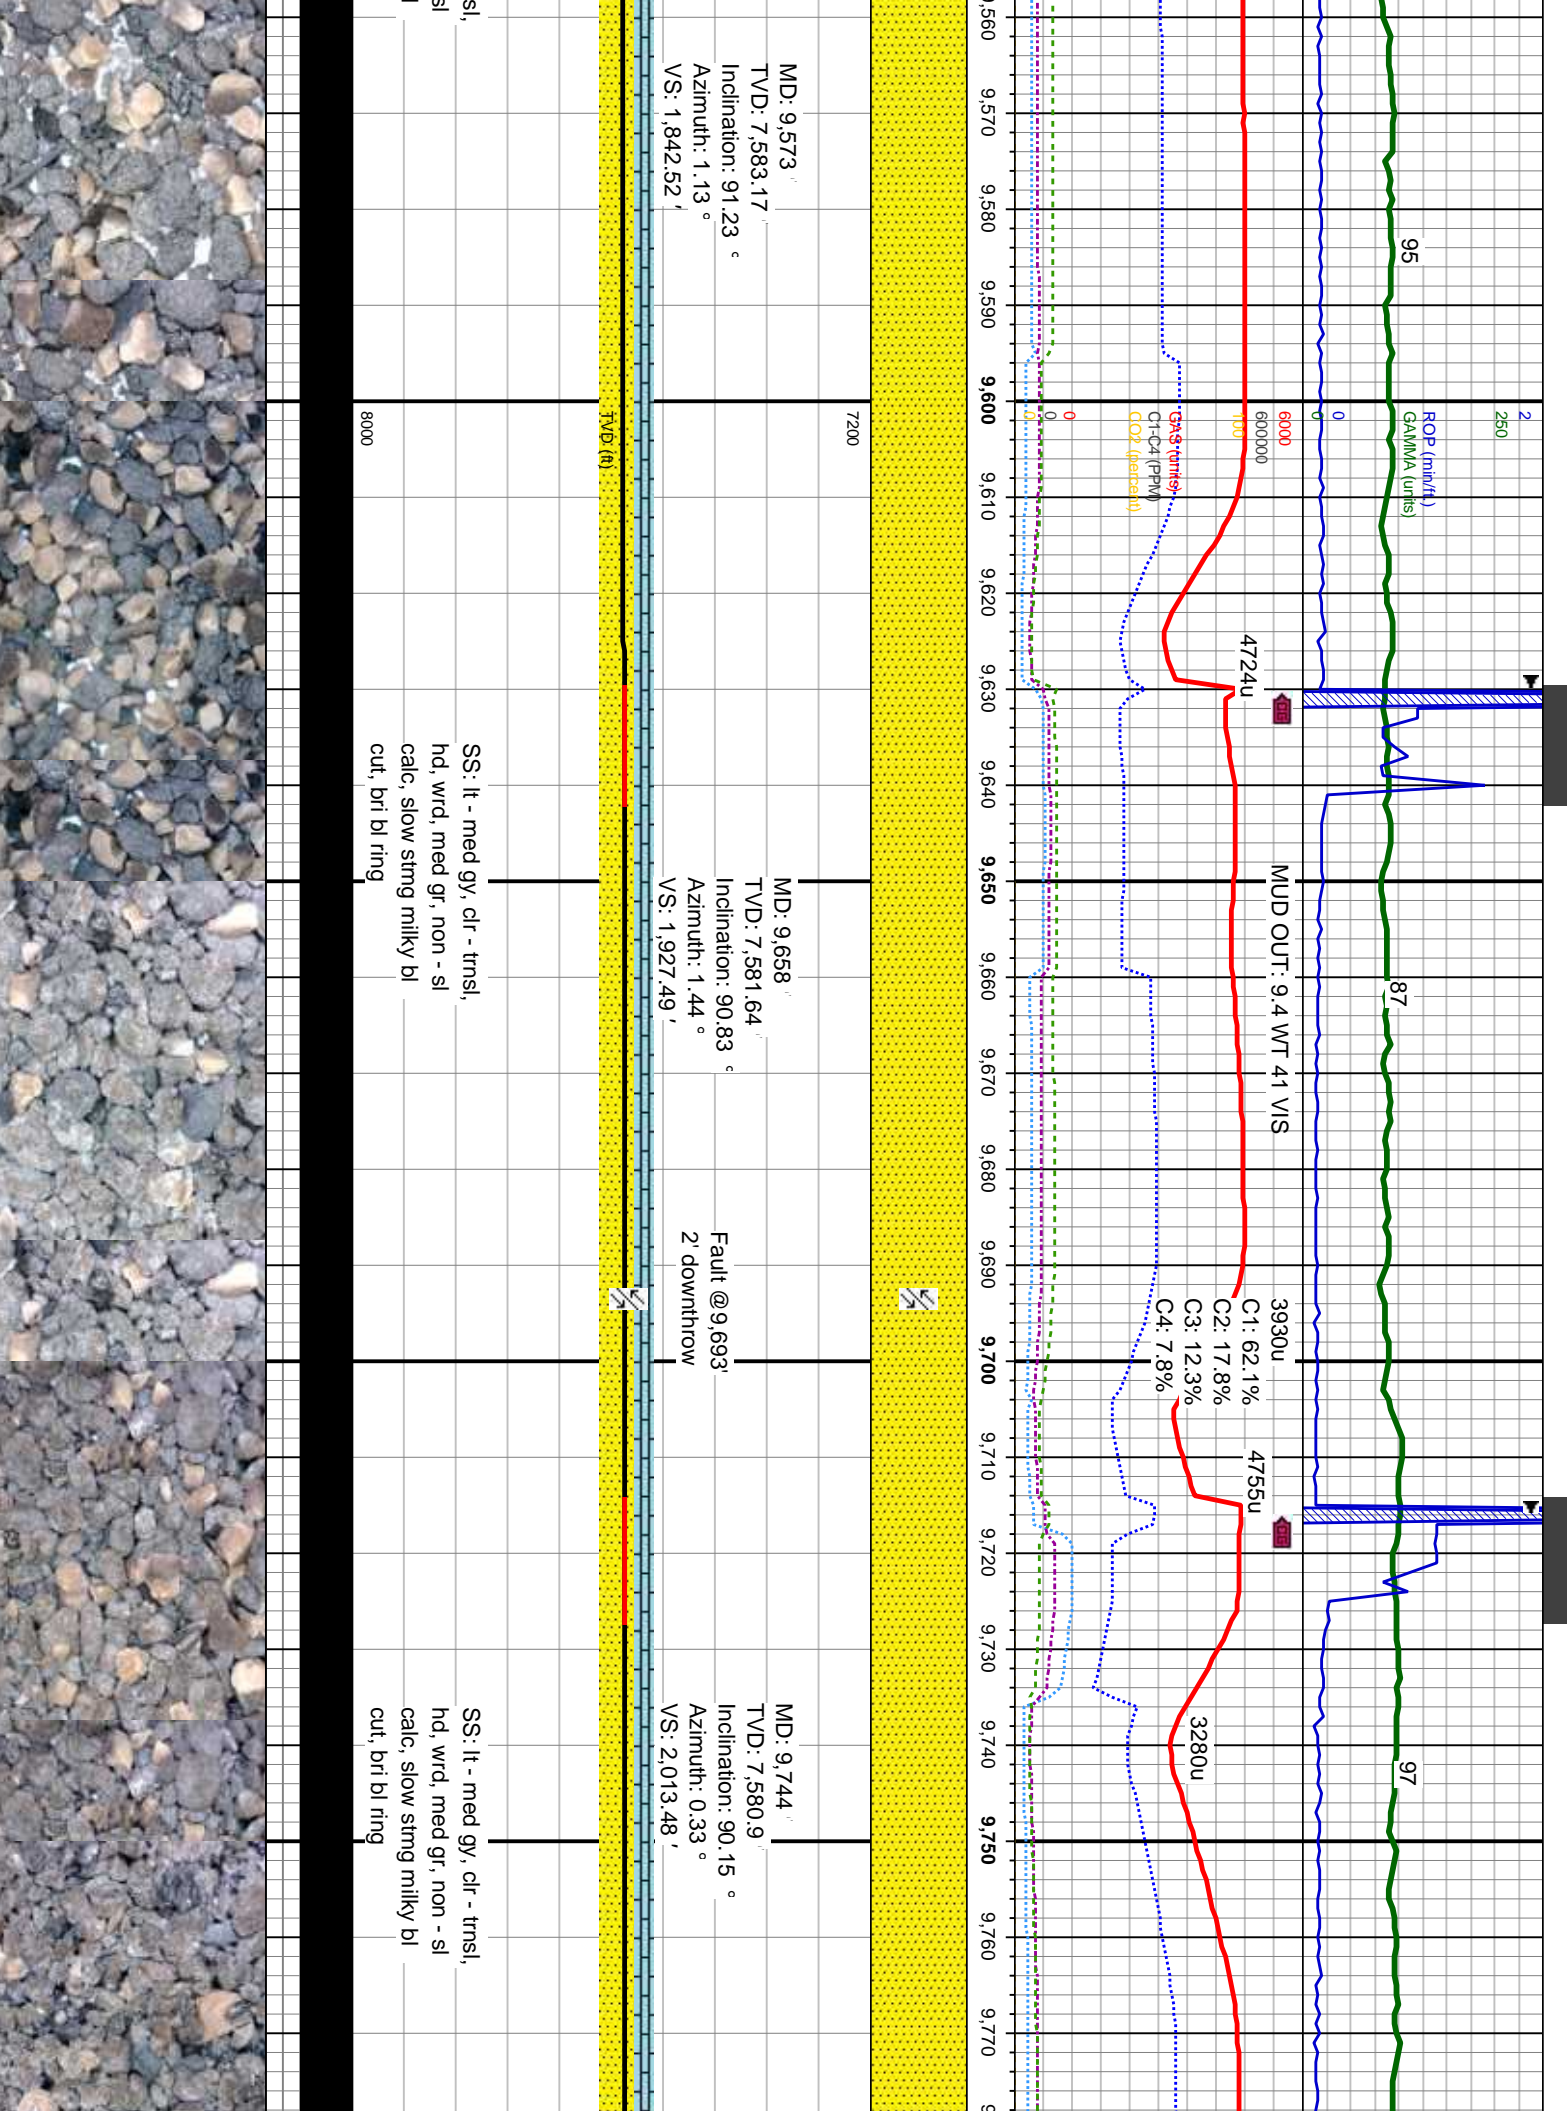 2
250
ROP (min/ft)
GAMMA (units)
0
0
95
87
97
6000
600000
100
GAS (units)
C1-C4 (PPM)
CO2 (percent)
0
0
0
4724u
MUD OUT: 9.4 WT 41 VIS
3930u
C1: 62.1%
C2: 17.8%
C3: 12.3%
C4: 7.8%
4755u
3280u
9,560
9,570
9,580
9,590
9,600
9,610
9,620
9,630
9,640
9,650
9,660
9,670
9,680
9,690
9,700
9,710
9,720
9,730
9,740
9,750
9,760
9,770
7200
TVD (ft)
8000
MD: 9,573 '
TVD: 7,583.17 '
Inclination: 91.23 °
Azimuth: 1.13 °
VS: 1,842.52 '
MD: 9,658 '
TVD: 7,581.64 '
Inclination: 90.83 °
Azimuth: 1.44 °
VS: 1,927.49 '
Fault @9,693'
2' downthrow
MD: 9,744 '
TVD: 7,580.9 '
Inclination: 90.15 °
Azimuth: 0.33 °
VS: 2,013.48 '
SS: lt - med gy, clr - trnsl,
hd, wrd, med gr, non - sl
calc, slow stmg milky bl
cut, bri bl ring
SS: lt - med gy, clr - trnsl,
hd, wrd, med gr, non - sl
calc, slow stmg milky bl
cut, bri bl ring